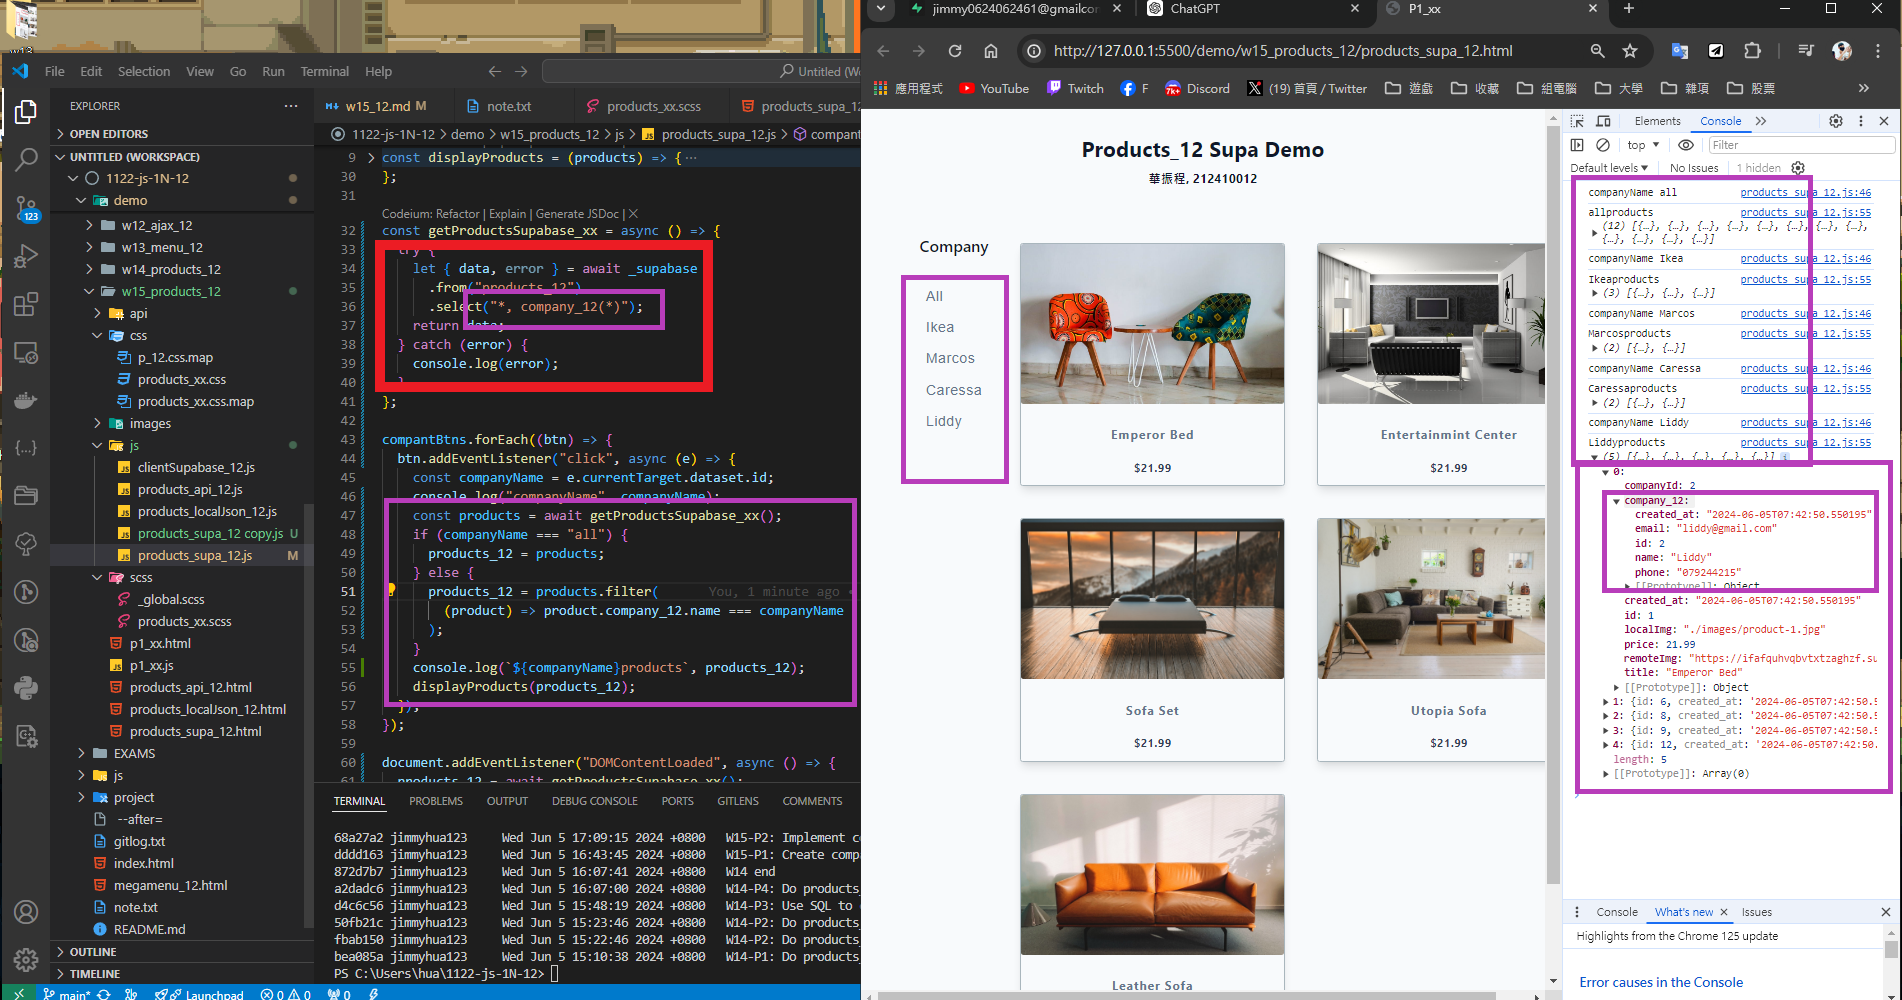 w13
File Edit Selection View Go Run Terminal Help
Untitled (Wo
EXPLORER
OPEN EDITORS
UNTITLED (WORKSPACE)
1122-js-1N-12
demo
w12_ajax_12
w13_menu_12
w14_products_12
w15_products_12
api
css
p_12.css.map
products_xx.css
products_xx.css.map
images
js
clientSupabase_12.js
products_api_12.js
products_localJson_12.js
products_supa_12 copy.js U
products_supa_12.js M
scss
_global.scss
products_xx.scss
p1_xx.html
p1_xx.js
products_api_12.html
products_localJson_12.html
products_supa_12.html
EXAMS
js
project
--after=
gitlog.txt
index.html
megamenu_12.html
note.txt
README.md
OUTLINE
TIMELINE
123
w15_12.md M note.txt products_xx.scss products_supa_12
1122-js-1N-12 > demo > w15_products_12 > js > products_supa_12.js > compant
9 const displayProducts = (products) => { ...
30 };
31
Codeium: Refactor | Explain | Generate JSDoc | X
32 const getProductsSupabase_xx = async () => {
33 try {
34 let { data, error } = await _supabase
35 .from("products_12")
36 .select("*, company_12(*)");
37 return data;
38 } catch (error) {
39 console.log(error);
40 }
41 };
42
43 compantBtns.forEach((btn) => {
44 btn.addEventListener("click", async (e) => {
45 const companyName = e.currentTarget.dataset.id;
46 console.log("companyName", companyName);
47 const products = await getProductsSupabase_xx();
48 if (companyName === "all") {
49 products_12 = products;
50 } else {
51 products_12 = products.filter( You, 1 minute ago •
52 (product) => product.company_12.name === companyName
53 );
54 }
55 console.log(`${companyName}products`, products_12);
56 displayProducts(products_12);
57 });
58 });
59
60 document.addEventListener("DOMContentLoaded", async () => {
61 products_12 = await getProductsSupabase_xx();
TERMINAL PROBLEMS OUTPUT DEBUG CONSOLE PORTS GITLENS COMMENTS
68a27a2 jimmyhua123 Wed Jun 5 17:09:15 2024 +0800 W15-P2: Implement co
dddd163 jimmyhua123 Wed Jun 5 16:43:45 2024 +0800 W15-P1: Create comp
872d7b7 jimmyhua123 Wed Jun 5 16:07:41 2024 +0800 W14 end
a2dadc6 jimmyhua123 Wed Jun 5 16:07:00 2024 +0800 W14-P4: Do products_
d4c6c56 jimmyhua123 Wed Jun 5 15:48:19 2024 +0800 W14-P3: Use SQL to
50fb21c jimmyhua123 Wed Jun 5 15:23:46 2024 +0800 W14-P2: Do products_
fbab150 jimmyhua123 Wed Jun 5 15:22:46 2024 +0800 W14-P2: Do products_
bea085a jimmyhua123 Wed Jun 5 15:10:38 2024 +0800 W14-P1: Do products_
PS C:\Users\hua\1122-js-1N-12>
main* Launchpad 0 0 0
jimmy0624062461@gmailcor ChatGPT P1_xx
http://127.0.0.1:5500/demo/w15_products_12/products_supa_12.html
應用程式 YouTube Twitch F Discord (19) 首頁 / Twitter 遊戲 收藏 組電腦 大學 雜項 股票
Products_12 Supa Demo
華振程, 212410012
Company
All
Ikea
Marcos
Caressa
Liddy
Emperor Bed
$21.99
Entertainmint Center
$21.99
Sofa Set
$21.99
Utopia Sofa
$21.99
Leather Sofa
Elements Console
top Filter
Default levels No Issues 1 hidden
companyName all products_supa_12.js:46
allproducts products_supa_12.js:55
(12) [{…}, {…}, {…}, {…}, {…}, {…}, {…}, {…},
{…}, {…}, {…}, {…}]
companyName Ikea products_supa_12.js:46
Ikeaproducts products_supa_12.js:55
(3) [{…}, {…}, {…}]
companyName Marcos products_supa_12.js:46
Marcosproducts products_supa_12.js:55
(2) [{…}, {…}]
companyName Caressa products_supa_12.js:46
Caressaproducts products_supa_12.js:55
(2) [{…}, {…}]
companyName Liddy products_supa_12.js:46
Liddyproducts products_supa_12.js:55
(5) [{…}, {…}, {…}, {…}, {…}]
0:
companyId: 2
company_12:
created_at: "2024-06-05T07:42:50.550195"
email: "liddy@gmail.com"
id: 2
name: "Liddy"
phone: "079244215"
[[Prototype]]: Object
created_at: "2024-06-05T07:42:50.550195"
id: 1
localImg: "./images/product-1.jpg"
price: 21.99
remoteImg: "https://ifafquhvqbvtxtzaghzf.su
title: "Emperor Bed"
[[Prototype]]: Object
1: {id: 6, created_at: '2024-06-05T07:42:50.5
2: {id: 8, created_at: '2024-06-05T07:42:50.5
3: {id: 9, created_at: '2024-06-05T07:42:50.5
4: {id: 12, created_at: '2024-06-05T07:42:50.
length: 5
[[Prototype]]: Array(0)
Console What's new Issues
Highlights from the Chrome 125 update
Error causes in the Console